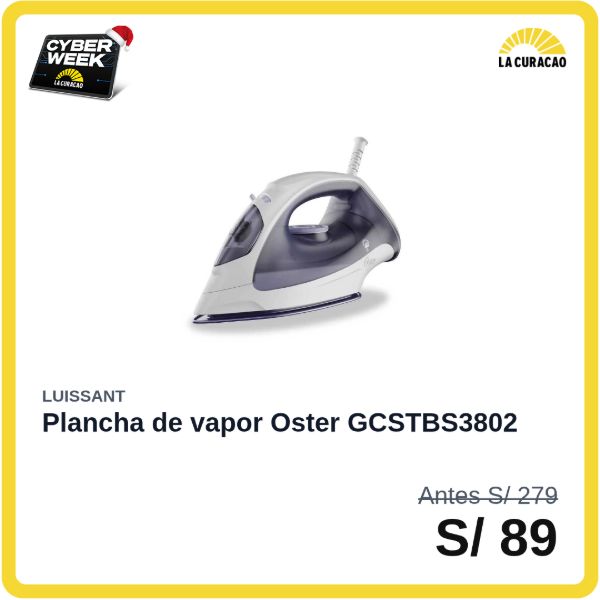 CYBER
WEEK
LA CURACAO
LA CURACAO
LUISSANT
Plancha de vapor Oster GCSTBS3802
Antes S/ 279
S/ 89